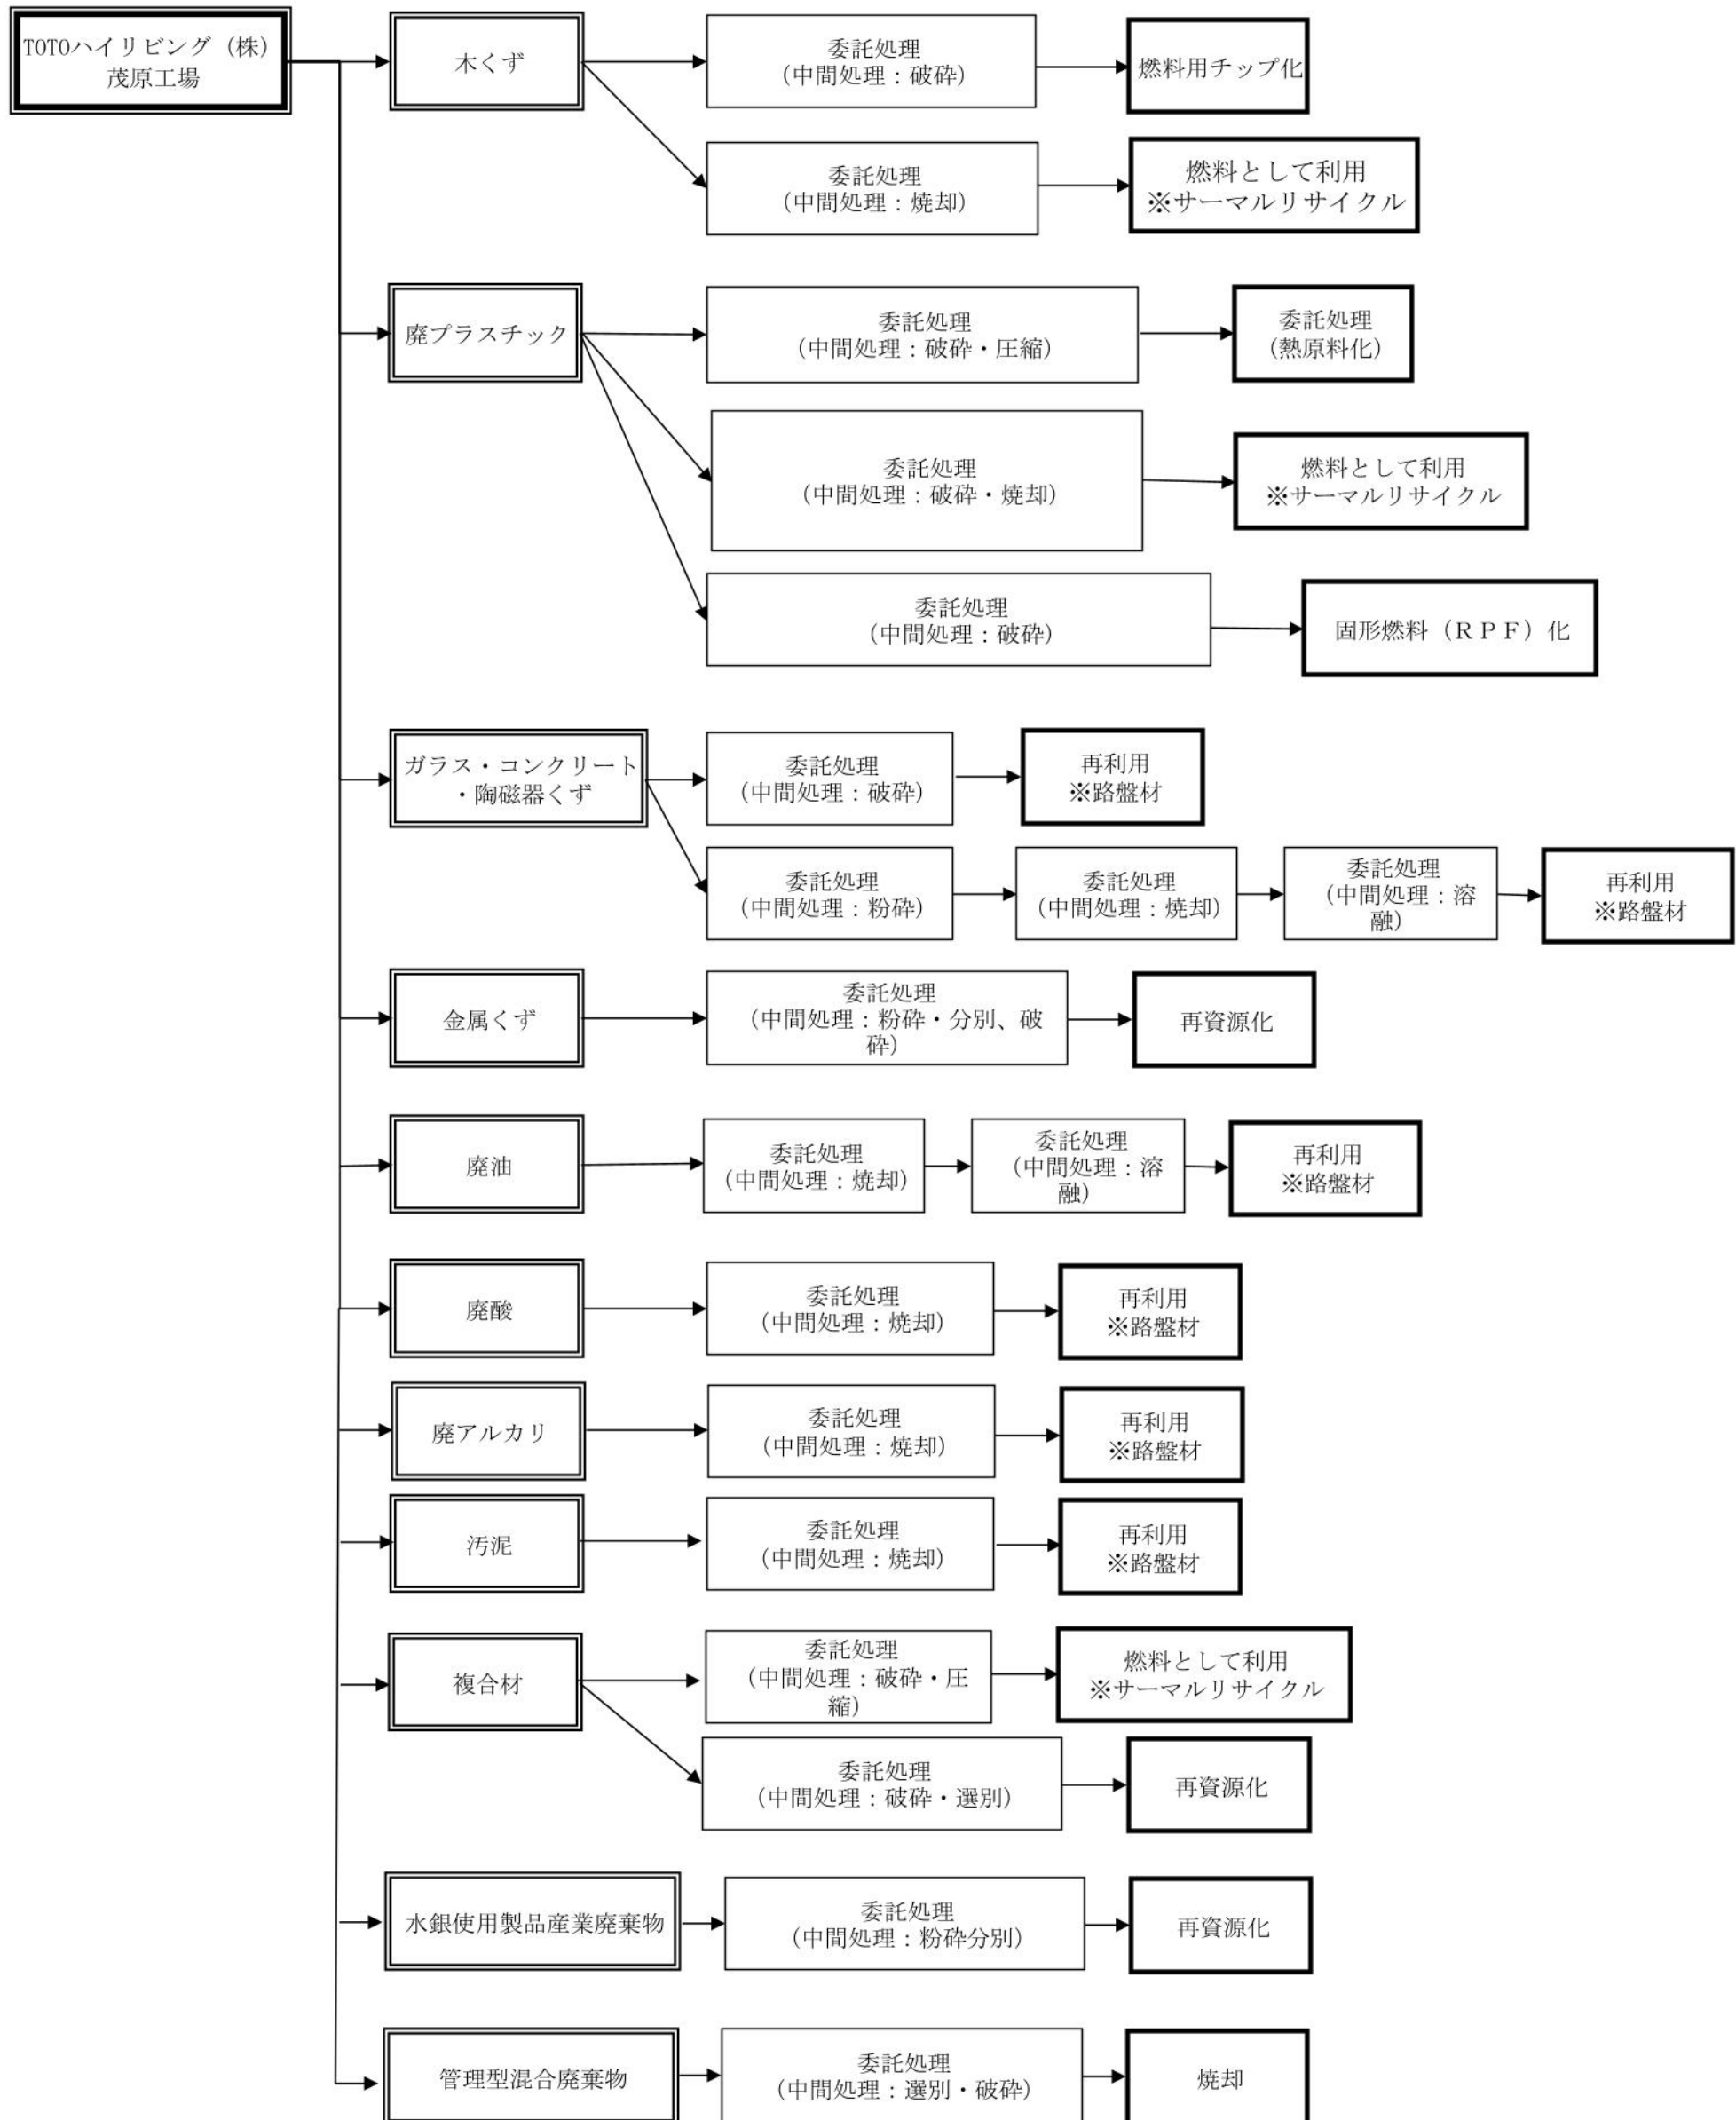 TOTOハイリビング（株）
茂原工場
木くず
委託処理
（中間処理：破砕）
燃料用チップ化
委託処理
（中間処理：焼却）
燃料として利用
※サーマルリサイクル
廃プラスチック
委託処理
（中間処理：破砕・圧縮）
委託処理
（熱原料化）
委託処理
（中間処理：破砕・焼却）
燃料として利用
※サーマルリサイクル
委託処理
（中間処理：破砕）
固形燃料（ＲＰＦ）化
ガラス・コンクリート
・陶磁器くず
委託処理
（中間処理：破砕）
再利用
※路盤材
委託処理
（中間処理：粉砕）
委託処理
（中間処理：焼却）
委託処理
（中間処理：溶
融）
再利用
※路盤材
金属くず
委託処理
（中間処理：粉砕・分別、破
砕）
再資源化
廃油
委託処理
（中間処理：焼却）
委託処理
（中間処理：溶
融）
再利用
※路盤材
廃酸
委託処理
（中間処理：焼却）
再利用
※路盤材
廃アルカリ
委託処理
（中間処理：焼却）
再利用
※路盤材
汚泥
委託処理
（中間処理：焼却）
再利用
※路盤材
複合材
委託処理
（中間処理：破砕・圧
縮）
燃料として利用
※サーマルリサイクル
委託処理
（中間処理：破砕・選別）
再資源化
水銀使用製品産業廃棄物
委託処理
（中間処理：粉砕分別）
再資源化
管理型混合廃棄物
委託処理
（中間処理：選別・破砕）
焼却